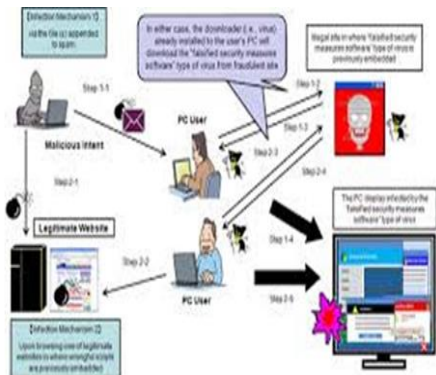 【Infection Mechanism 1】
via the file (s) appended
to spam.
In either case, the downloader (i.e., virus)
already installed to the user's PC will
download the "falsified security
measures software" type of virus from
fraudulent site
Illegal site in where "falsified security
measures software" type of virus is
previously embedded
Step 1-1
Step 1-2
Step 1-3
Step 2-3
Step 2-4
PC User
Malicious Intent
Step 2-1
Legitimate Website
Step 2-2
PC User
Step 1-4
Step 2-5
The PC display infected by the
"falsified security measures
software" type of virus
【Infection Mechanism 2】
Upon browsing one of legitimate
websites in where wrongful scripts
are previously embedded